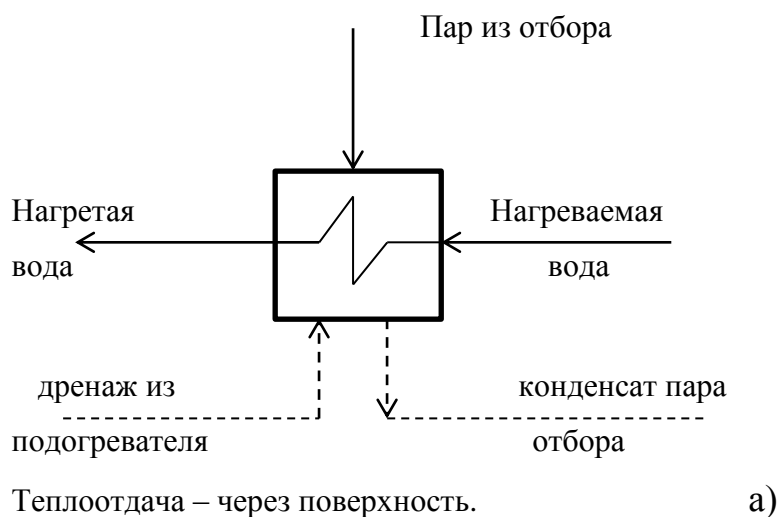 Пар из отбора
Нагретая
вода
Нагреваемая
вода
дренаж из
подогревателя
конденсат пара
отбора
Теплоотдача – через поверхность.
а)